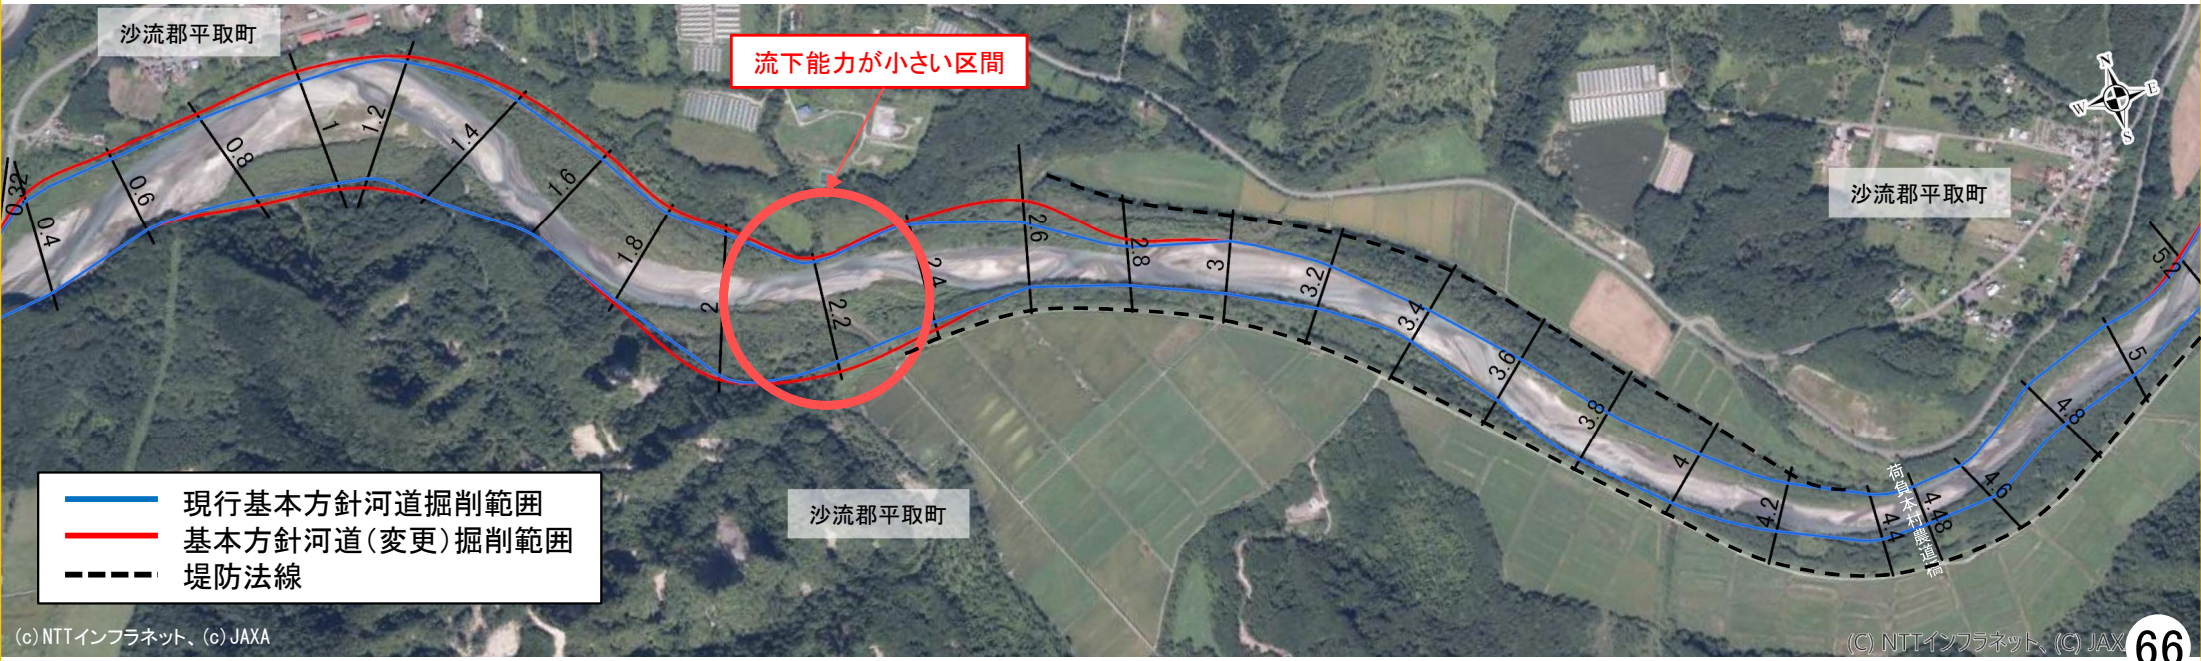 沙流郡平取町
流下能力が小さい区間
N
W
E
S
沙流郡平取町
0.32
0.4
0.6
0.8
1
1.2
1.4
1.6
1.8
2
2.2
2.4
2.6
2.8
3
3.2
3.4
3.6
3.8
4
4.2
4.4
4.48
荷負本村農道橋
4.6
4.8
5
5.2
沙流郡平取町
現行基本方針河道掘削範囲
基本方針河道(変更)掘削範囲
堤防法線
(c)NTTインフラネット、(c)JAXA
(C) NTTインフラネット、(C) JAX
66